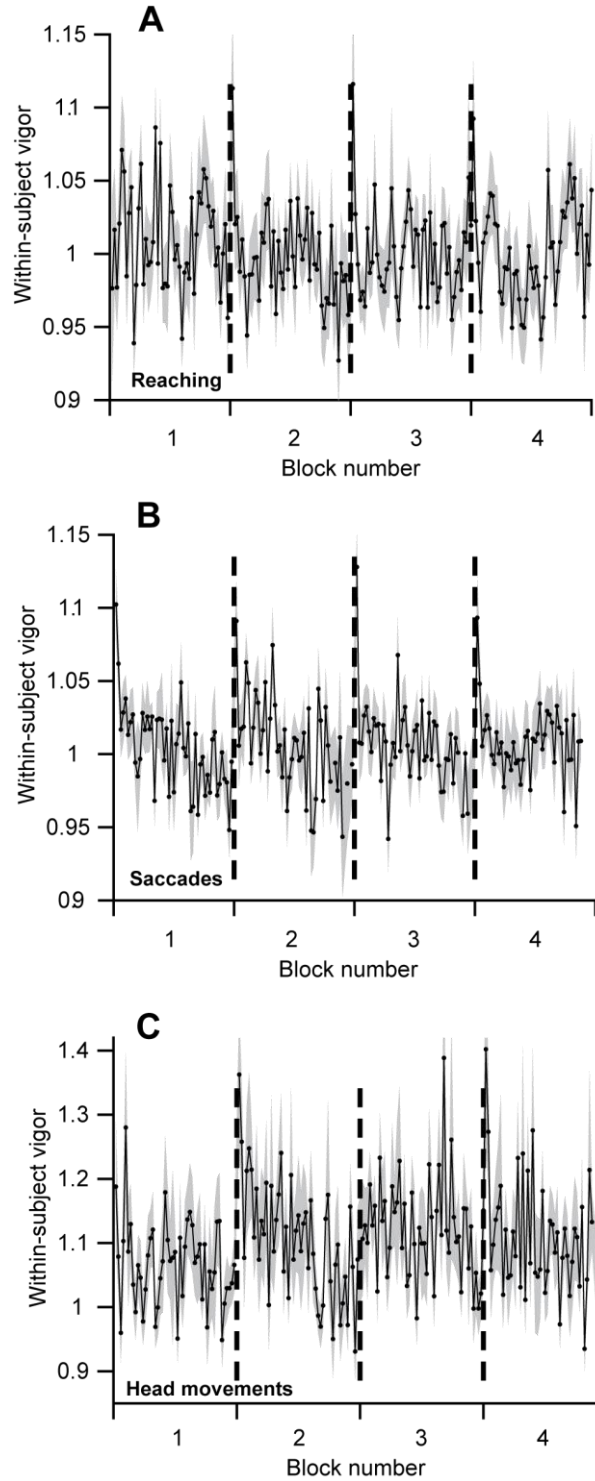 A
1.15
1.1
1.05
1
0.95
0.9
Within-subject vigor
Reaching
1 2 3 4
Block number
B
1.15
1.1
1.05
1
0.95
0.9
Within-subject vigor
Saccades
1 2 3 4
Block number
C
1.4
1.3
1.2
1.1
1
0.9
Within-subject vigor
Head movements
1 2 3 4
Block number